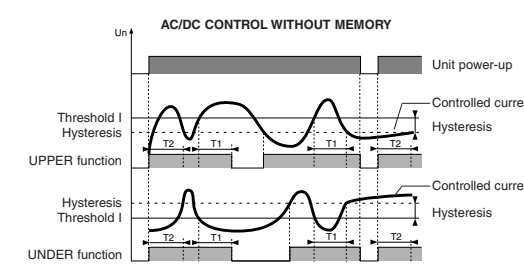 AC/DC CONTROL WITHOUT MEMORY
Un
Unit power-up
Controlled curre
Threshold I
Hysteresis
Hysteresis
T2 T1 T1 T2
UPPER function
Controlled curre
Hysteresis
Hysteresis
Threshold I
T2 T1 T1 T2
UNDER function